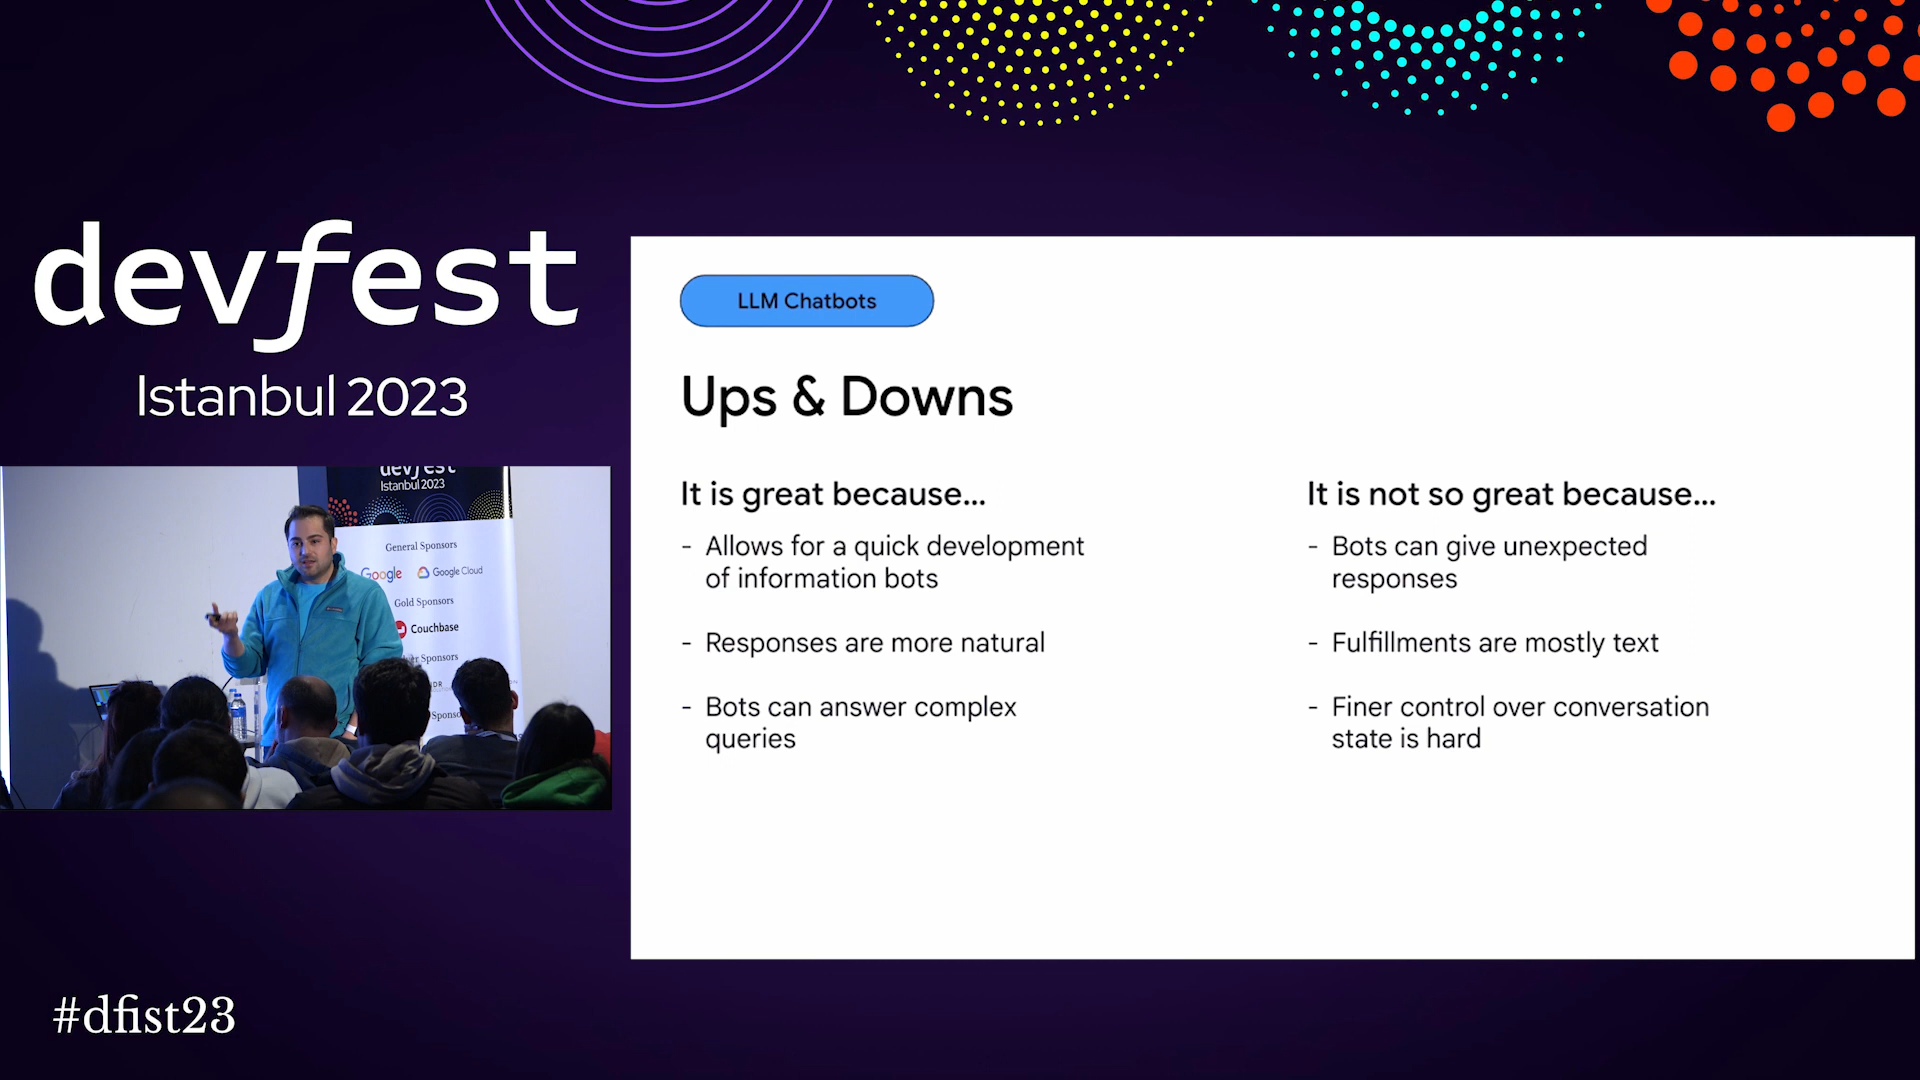 devfest
Istanbul 2023
devfest
Istanbul 2023
General Sponsors
Google
Google Cloud
Gold Sponsors
Couchbase
Sponsors
#dfist23
LLM Chatbots
Ups & Downs
It is great because...
- Allows for a quick development
of information bots
- Responses are more natural
- Bots can answer complex
queries
It is not so great because...
- Bots can give unexpected
responses
- Fulfillments are mostly text
- Finer control over conversation
state is hard